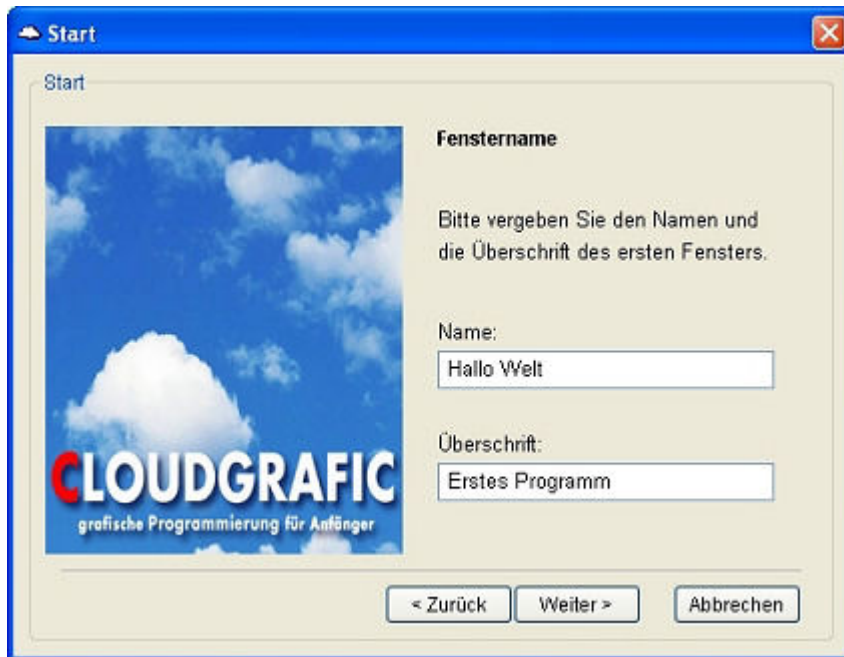 Start
Start
Fenstername
Bitte vergeben Sie den Namen und
die Überschrift des ersten Fensters.
Name:
Hallo Welt
Überschrift:
Erstes Programm
CLOUDGRAFIC
grafische Programmierung für Anfänger
< Zurück
Weiter >
Abbrechen